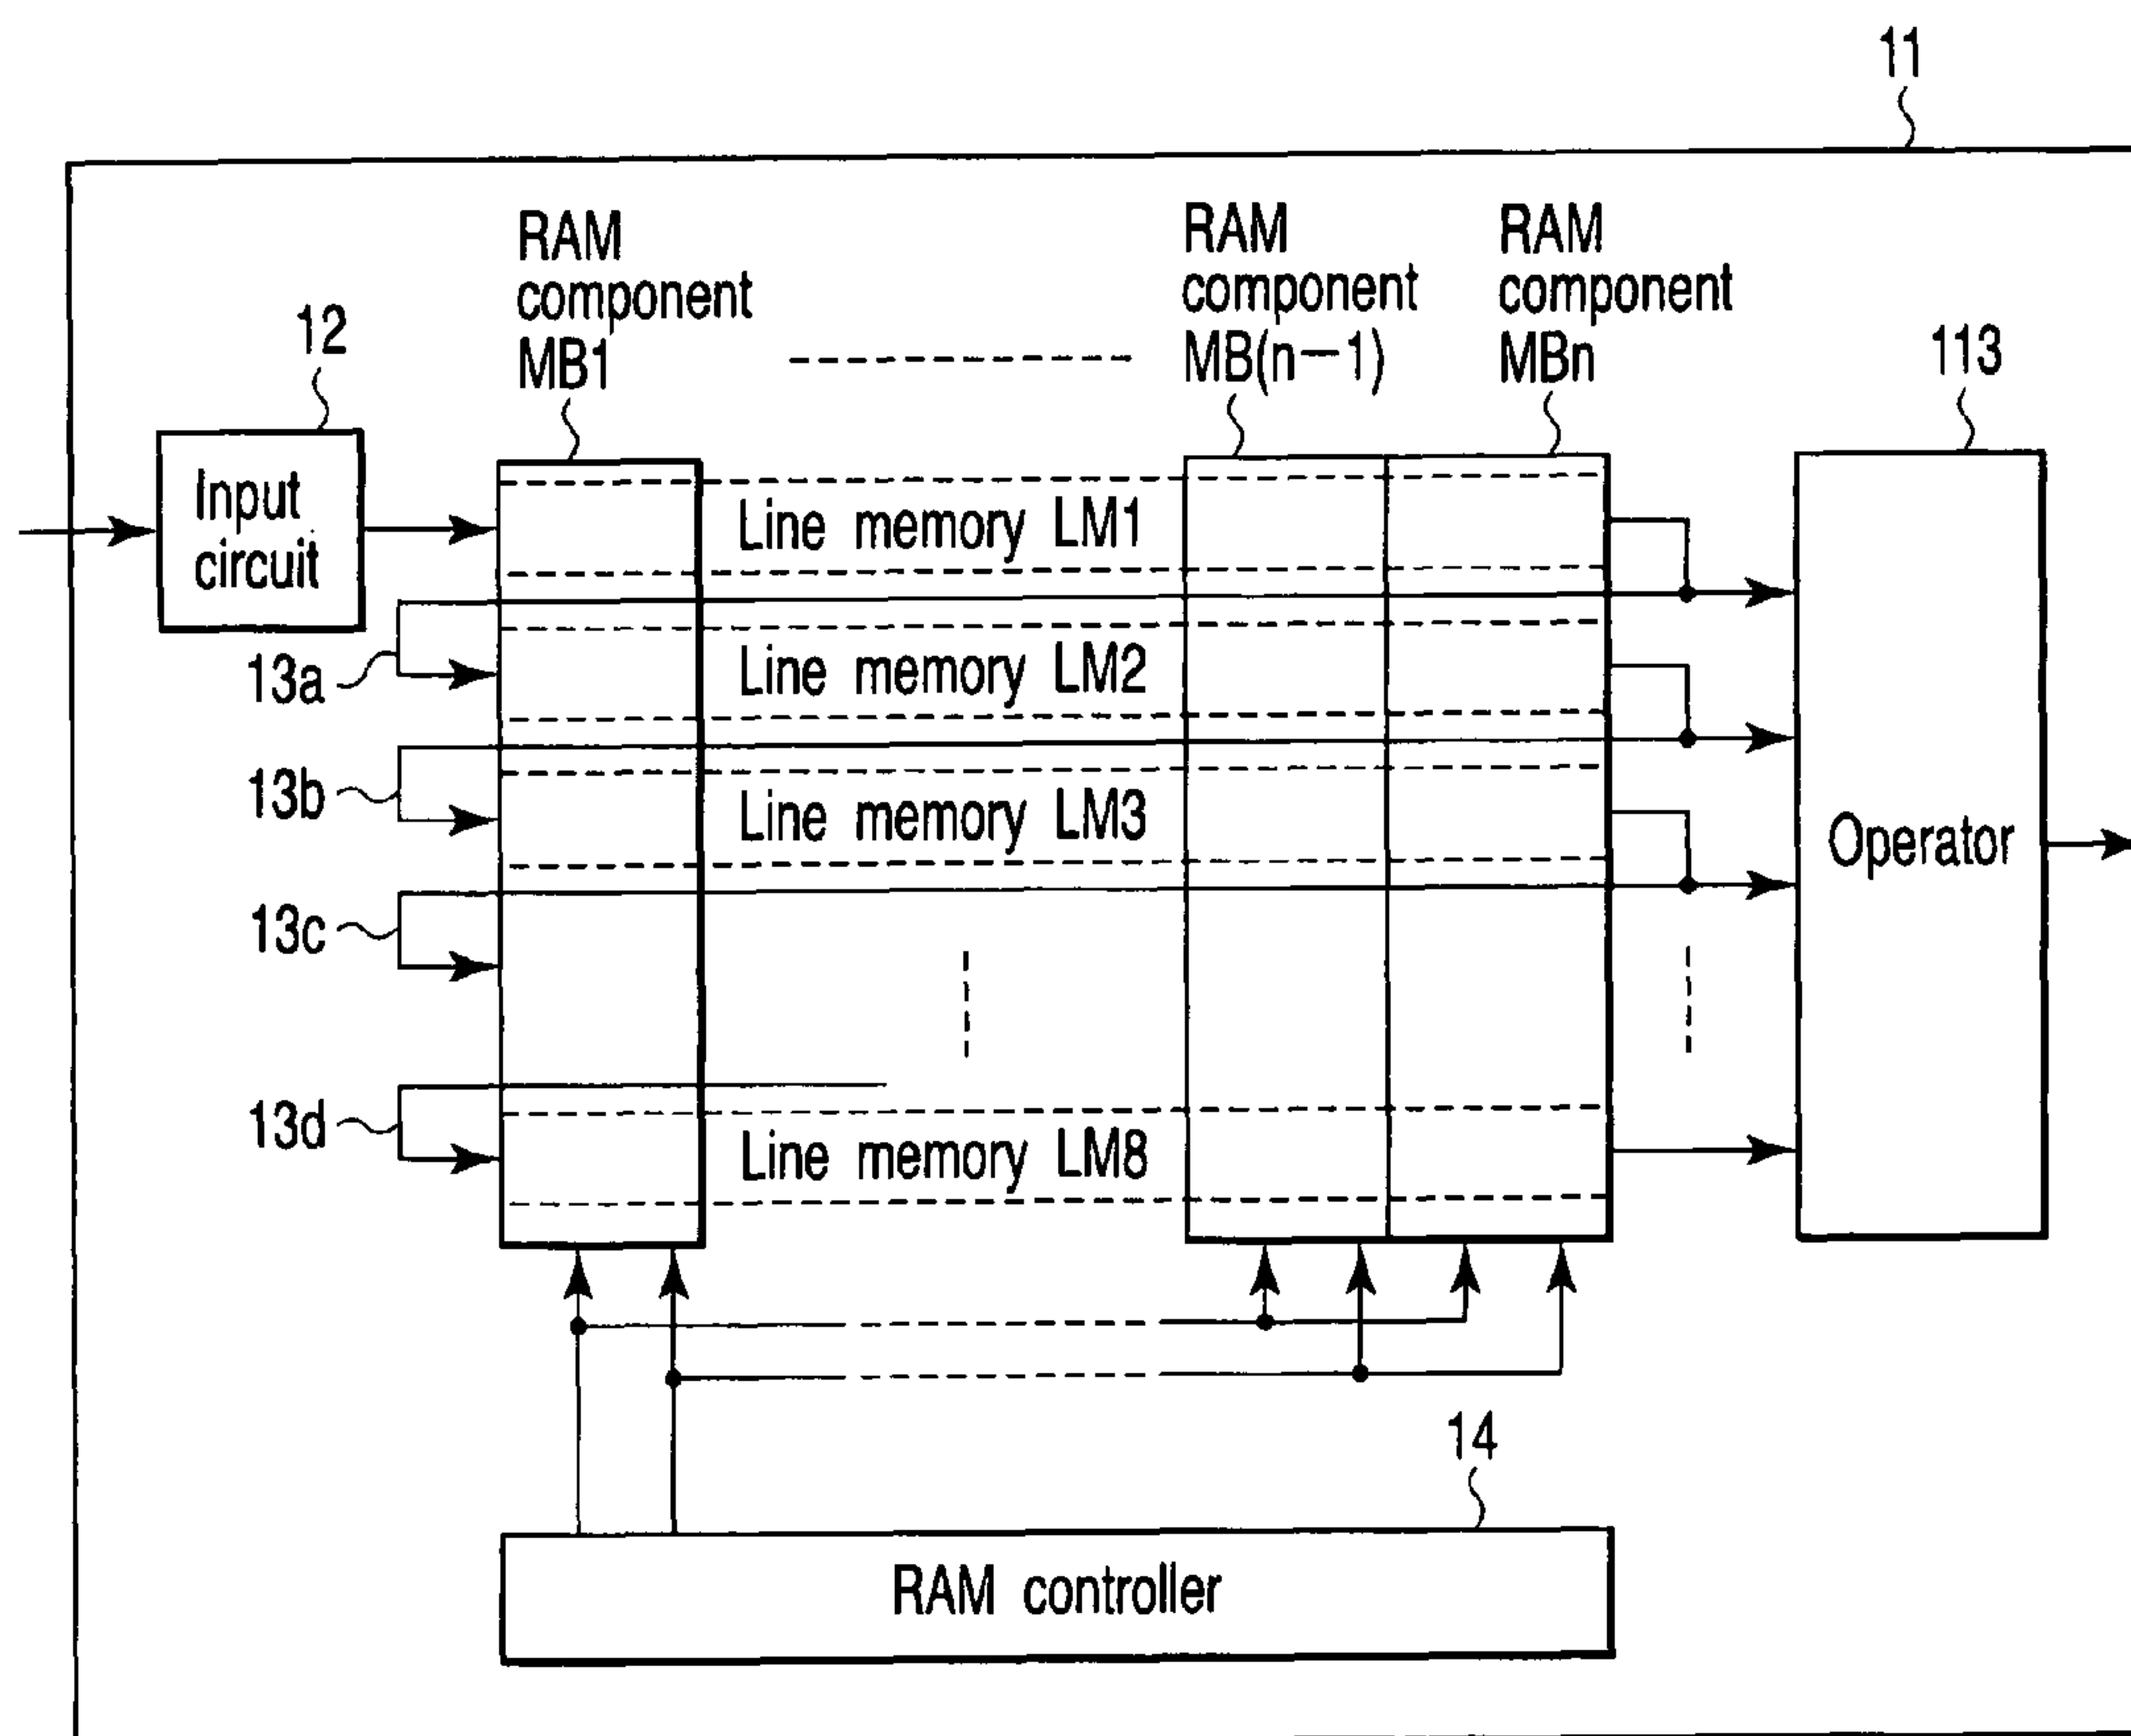 11
RAM
component
MB1
RAM
component
MB(n−1)
RAM
component
MBn
12
113
Input
circuit
Line memory LM1
13a
Line memory LM2
13b
Line memory LM3
Operator
13c
13d
Line memory LM8
14
RAM controller